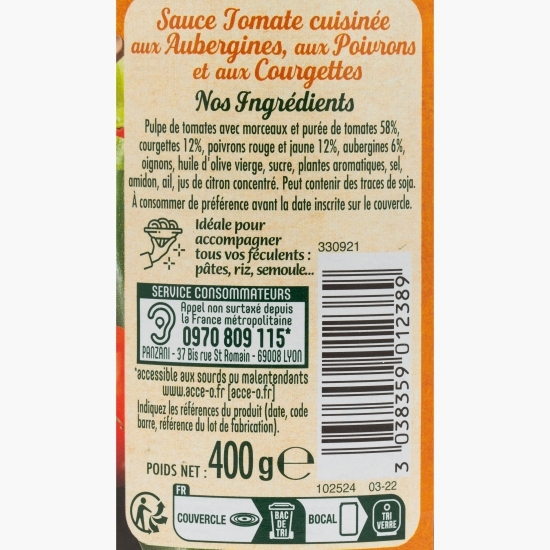 Sauce Tomate cuisinée
aux Aubergines, aux Poivrons
et aux Courgettes
Nos Ingrédients
Pulpe de tomates avec morceaux et purée de tomates 58%,
courgettes 12%, poivrons rouge et jaune 12%, aubergines 6%,
oignons, huile d'olive vierge, sucre, plantes aromatiques, sel,
amidon, ail, jus de citron concentré. Peut contenir des traces de soja.
À consommer de préférence avant la date inscrite sur le couvercle.
Idéale pour
accompagner
tous vos féculents :
pâtes, riz, semoule...
330921
SERVICE CONSOMMATEURS
Appel non surtaxé depuis
la France métropolitaine
0970 809 115*
PANZANI - 37 Bis rue St Romain - 69008 LYON
*accessible aux sourds ou malentendants
www.acce-o.fr [acce-o.fr]
Indiquez les références du produit (date, code
barre, référence du lot de fabrication).
3 038359 012389
POIDS NET : 400 g e
102524 03-22
FR
COUVERCLE
BAC
DE
TRI
BOCAL
TRI
VERRE